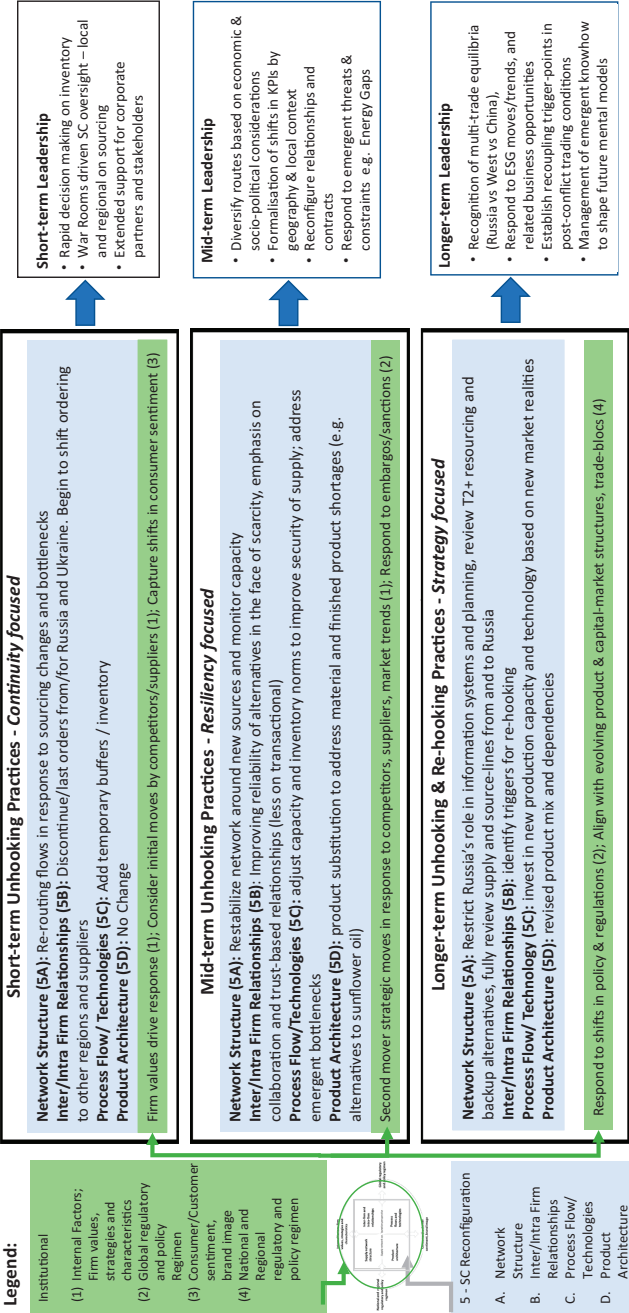 Legend:
Institutional
(1) Internal Factors;
Firm values,
strategies and
characteristics
(2) Global regulatory
and policy
Regimen
(3) Consumer/Customer
sentiment,
brand image
(4) National and
Regional
regulatory and
policy regimen
5 - SC Reconfiguration
A. Network
Structure
B. Inter/Intra Firm
Relationships
C. Process Flow/
Technologies
D. Product
Architecture
Short-term Unhooking Practices - Continuity focused
Network Structure (5A): Re-routing flows in response to sourcing changes and bottlenecks
Inter/Intra Firm Relationships (5B): Discontinue/last orders from/for Russia and Ukraine. Begin to shift ordering
to other regions and suppliers
Process Flow/ Technologies (5C): Add temporary buffers / inventory
Product Architecture (5D): No Change
Firm values drive response (1); Consider initial moves by competitors/suppliers (1); Capture shifts in consumer sentiment (3)
Short-term Leadership
• Rapid decision making on inventory
• War Rooms driven SC oversight – local
and regional on sourcing
• Extended support for corporate
partners and stakeholders
Mid-term Unhooking Practices - Resiliency focused
Network Structure (5A): Restabilize network around new sources and monitor capacity
Inter/Intra Firm Relationships (5B): Improving reliability of alternatives in the face of scarcity, emphasis on
collaboration and trust-based relationships (less on transactional)
Process Flow/Technologies (5C): adjust capacity and inventory norms to improve security of supply; address
emergent bottlenecks
Product Architecture (5D): product substitution to address material and finished product shortages (e.g.
alternatives to sunflower oil)
Second mover strategic moves in response to competitors, suppliers, market trends (1); Respond to embargos/sanctions (2)
Mid-term Leadership
• Diversify routes based on economic &
socio-political considerations
• Formalisation of shifts in KPIs by
geography & local context
• Reconfigure relationships and
contracts
• Respond to emergent threats &
constraints e.g. Energy Gaps
Longer-term Unhooking & Re-hooking Practices - Strategy focused
Network Structure (5A): Restrict Russia's role in information systems and planning, review T2+ resourcing and
backup alternatives, fully review supply and source-lines from and to Russia
Inter/Intra Firm Relationships (5B): identify triggers for re-hooking
Process Flow/ Technology (5C): invest in new production capacity and technology based on new market realities
Product Architecture (5D): revised product mix and dependencies
Respond to shifts in policy & regulations (2); Align with evolving product & capital-market structures, trade-blocs (4)
Longer-term Leadership
• Recognition of multi-trade equilibria
(Russia vs West vs China),
• Respond to ESG moves/trends, and
related business opportunities
• Establish recoupling trigger-points in
post-conflict trading conditions
• Management of emergent knowhow
to shape future mental models